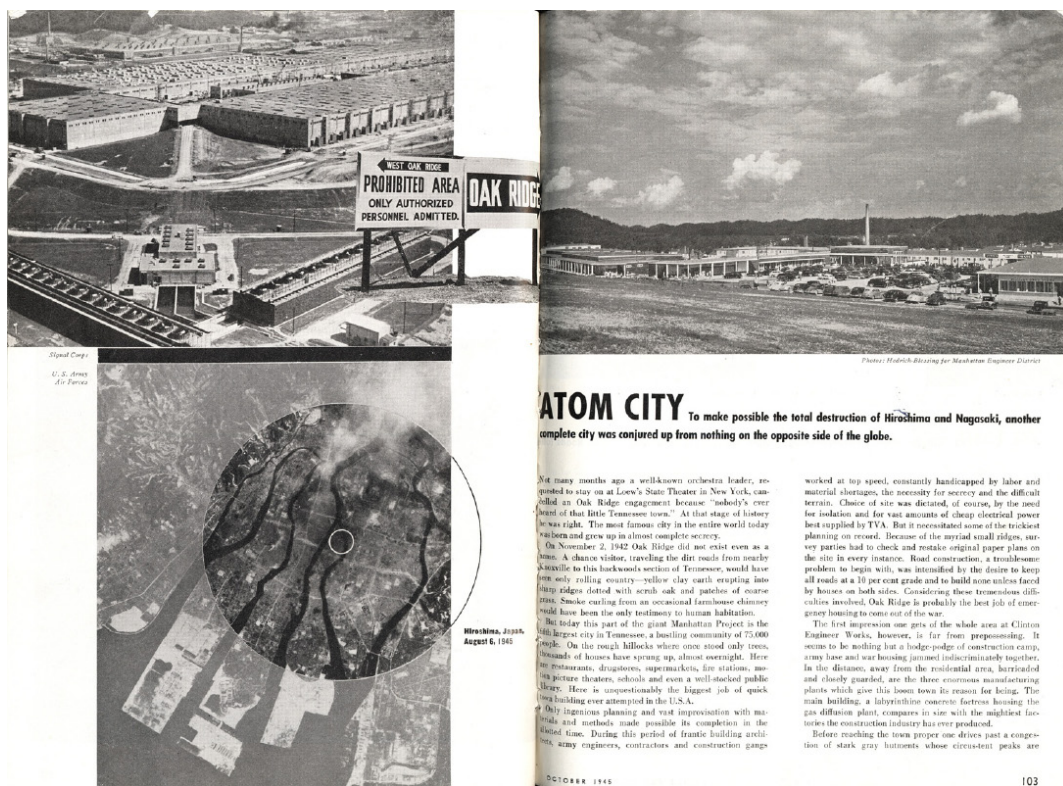 WEST OAK RIDGE
PROHIBITED AREA
ONLY AUTHORIZED
PERSONNEL ADMITTED.
OAK RIDGE
Signal Corps
U. S. Army
Air Forces
Hiroshima, Japan,
August 6, 1945
Photos: Hedrich-Blessing for Manhattan Engineer District
ATOM CITY To make possible the total destruction of Hiroshima and Nagasaki, another
complete city was conjured up from nothing on the opposite side of the globe.
Not many months ago a well-known orchestra leader, re-
quested to stay on at Loew's State Theater in New York, can-
celled an Oak Ridge engagement because "nobody's ever
heard of that little Tennessee town." At that stage of history
he was right. The most famous city in the entire world today
was born and grew up in almost complete secrecy.
On November 2, 1942 Oak Ridge did not exist even as a
name. A chance visitor, traveling the dirt roads from nearby
Knoxville to this backwoods section of Tennessee, would have
seen only rolling country—yellow clay earth erupting into
sharp ridges dotted with scrub oak and patches of coarse
grass. Smoke curling from an occasional farmhouse chimney
would have been the only testimony to human habitation.
But today this part of the giant Manhattan Project is the
fifth largest city in Tennessee, a bustling community of 75,000
people. On the rough hillocks where once stood only trees,
thousands of houses have sprung up, almost overnight. Here
are restaurants, drugstores, supermarkets, fire stations, mo-
tion picture theaters, schools and even a well-stocked public
library. Here is unquestionably the biggest job of quick
town building ever attempted in the U.S.A.
Only ingenious planning and vast improvisation with ma-
terials and methods made possible its completion in the
allotted time. During this period of frantic building archi-
tects, army engineers, contractors and construction gangs
worked at top speed, constantly handicapped by labor and
material shortages, the necessity for secrecy and the difficult
terrain. Choice of site was dictated, of course, by the need
for isolation and for vast amounts of cheap electrical power
best supplied by TVA. But it necessitated some of the trickiest
planning on record. Because of the myriad small ridges, sur-
vey parties had to check and restake original paper plans on
the site in every instance. Road construction, a troublesome
problem to begin with, was intensified by the desire to keep
all roads at a 10 per cent grade and to build none unless faced
by houses on both sides. Considering these tremendous diffi-
culties involved, Oak Ridge is probably the best job of emer-
gency housing to come out of the war.
The first impression one gets of the whole area at Clinton
Engineer Works, however, is far from prepossessing. It
seems to be nothing but a hodge-podge of construction camp,
army base and war housing jammed indiscriminately together.
In the distance, away from the residential area, barricaded
and closely guarded, are the three enormous manufacturing
plants which give this boom town its reason for being. The
main building, a labyrinthine concrete fortress housing the
gas diffusion plant, compares in size with the mightiest fac-
tories the construction industry has ever produced.
Before reaching the town proper one drives past a conges-
tion of stark gray hutments whose circus-tent peaks are
OCTOBER 1945
103